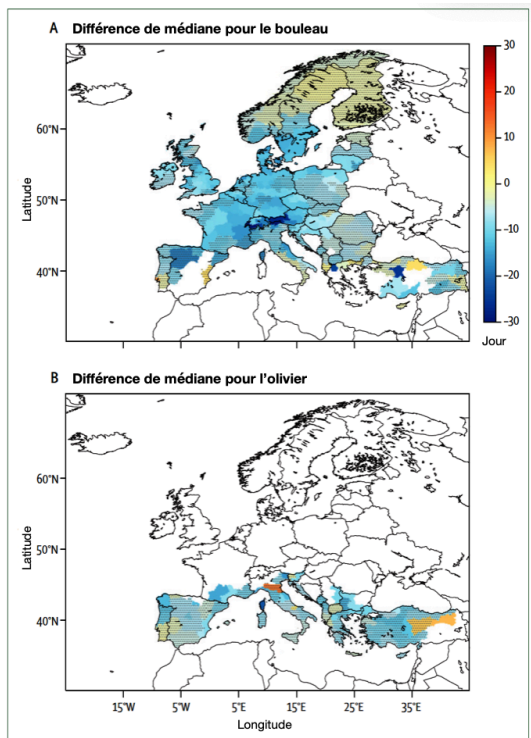 A Différence de médiane pour le bouleau
60°N
50°N
40°N
Latitude
30
20
10
0
−10
−20
−30
Jour
B Différence de médiane pour l'olivier
60°N
50°N
40°N
Latitude
15°W 5°W 5°E 15°E 25°E 35°E
Longitude